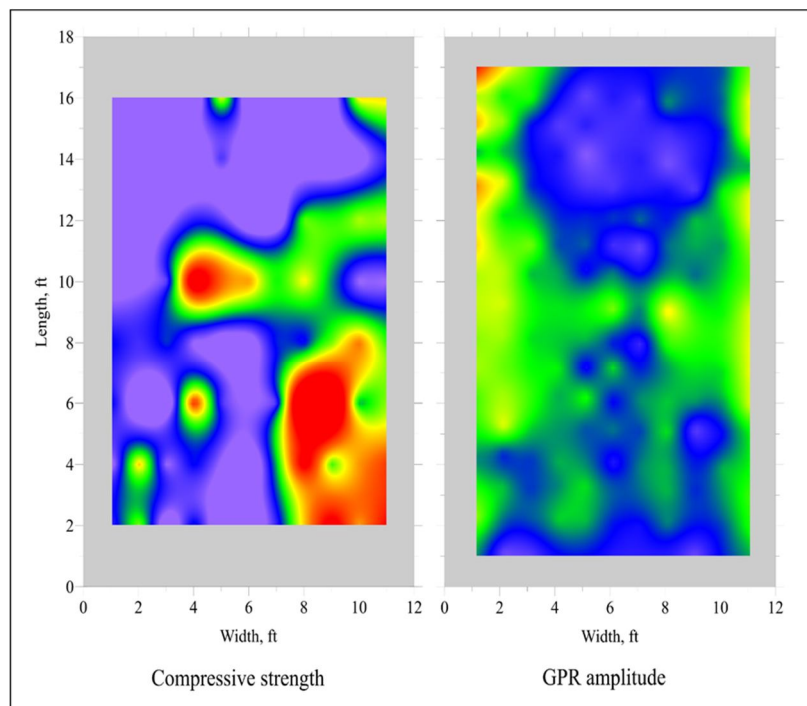 18
16
14
12
10
8
6
4
2
0
Length, ft
0 2 4 6 8 10 12
0 2 4 6 8 10 12
Width, ft
Width, ft
Compressive strength
GPR amplitude